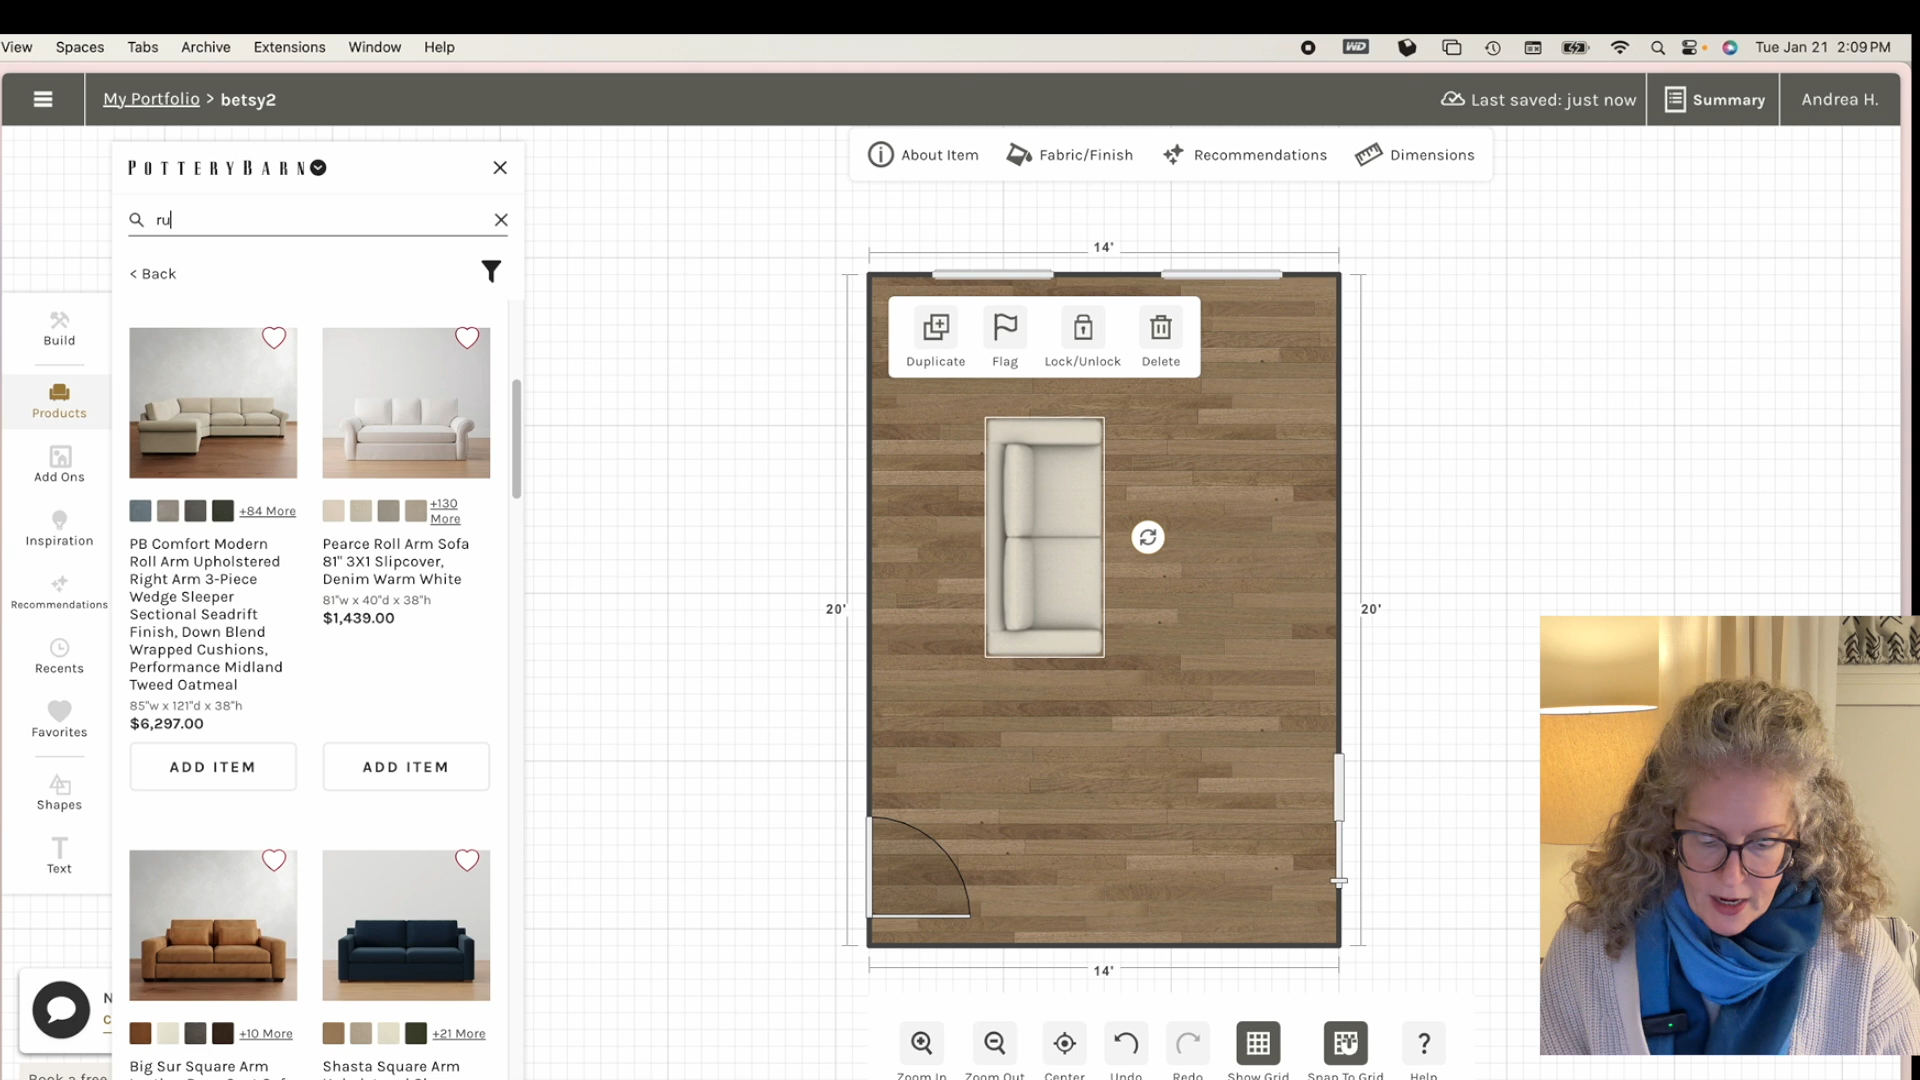 View Spaces Tabs Archive Extensions Window Help
WD
Tue Jan 21 2:09 PM
My Portfolio > betsy2
Last saved: just now
Summary
Andrea H.
POTTERYBARN
ru
< Back
About Item
Fabric/Finish
Recommendations
Dimensions
Build
Products
Add Ons
Inspiration
Recommendations
Recents
Favorites
Shapes
Text
+84 More
PB Comfort Modern
Roll Arm Upholstered
Right Arm 3-Piece
Wedge Sleeper
Sectional Seadrift
Finish, Down Blend
Wrapped Cushions,
Performance Midland
Tweed Oatmeal
85"w x 121"d x 38"h
$6,297.00
ADD ITEM
+130
More
Pearce Roll Arm Sofa
81" 3X1 Slipcover,
Denim Warm White
81"w x 40"d x 38"h
$1,439.00
ADD ITEM
+10 More
Big Sur Square Arm
+21 More
Shasta Square Arm
14'
Duplicate
Flag
Lock/Unlock
Delete
20'
20'
14'
Zoom In
Zoom Out
Center
Undo
Redo
Show Grid
Snap To Grid
? Help
N
C
Book a free